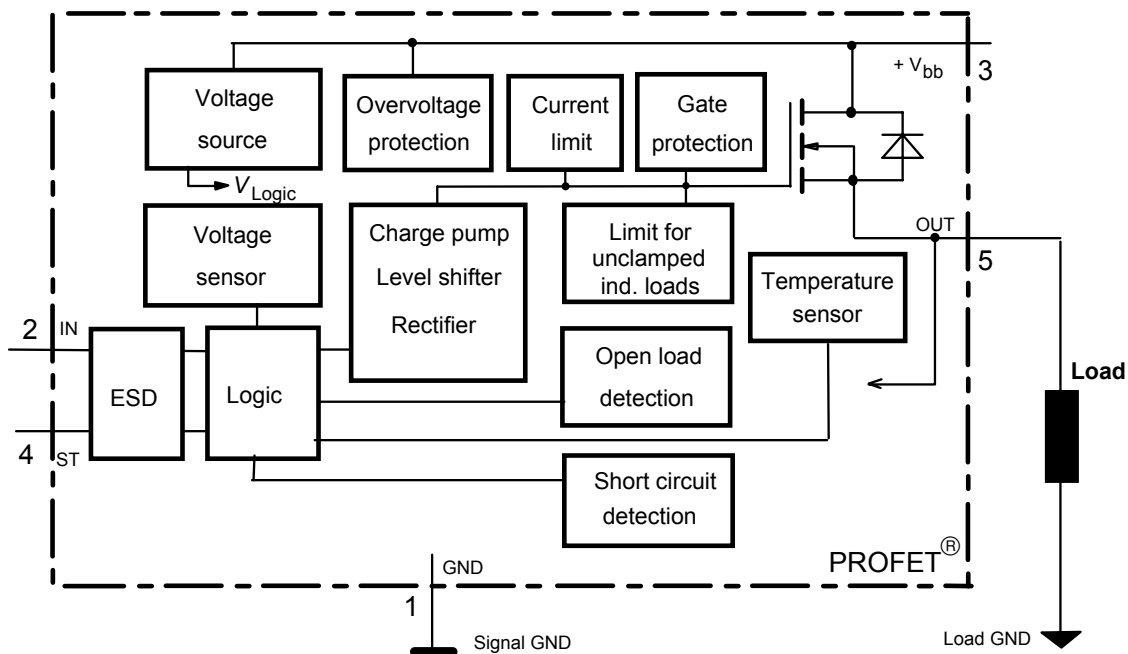 + Vbb
3
Voltage
source
Overvoltage
protection
Current
limit
Gate
protection
VLogic
Voltage
sensor
Charge pump
Level shifter
Rectifier
Limit for
unclamped
ind. loads
OUT
5
Temperature
sensor
2
IN
ESD
Logic
Open load
detection
Load
4
ST
Short circuit
detection
PROFET®
GND
1
Signal GND
Load GND